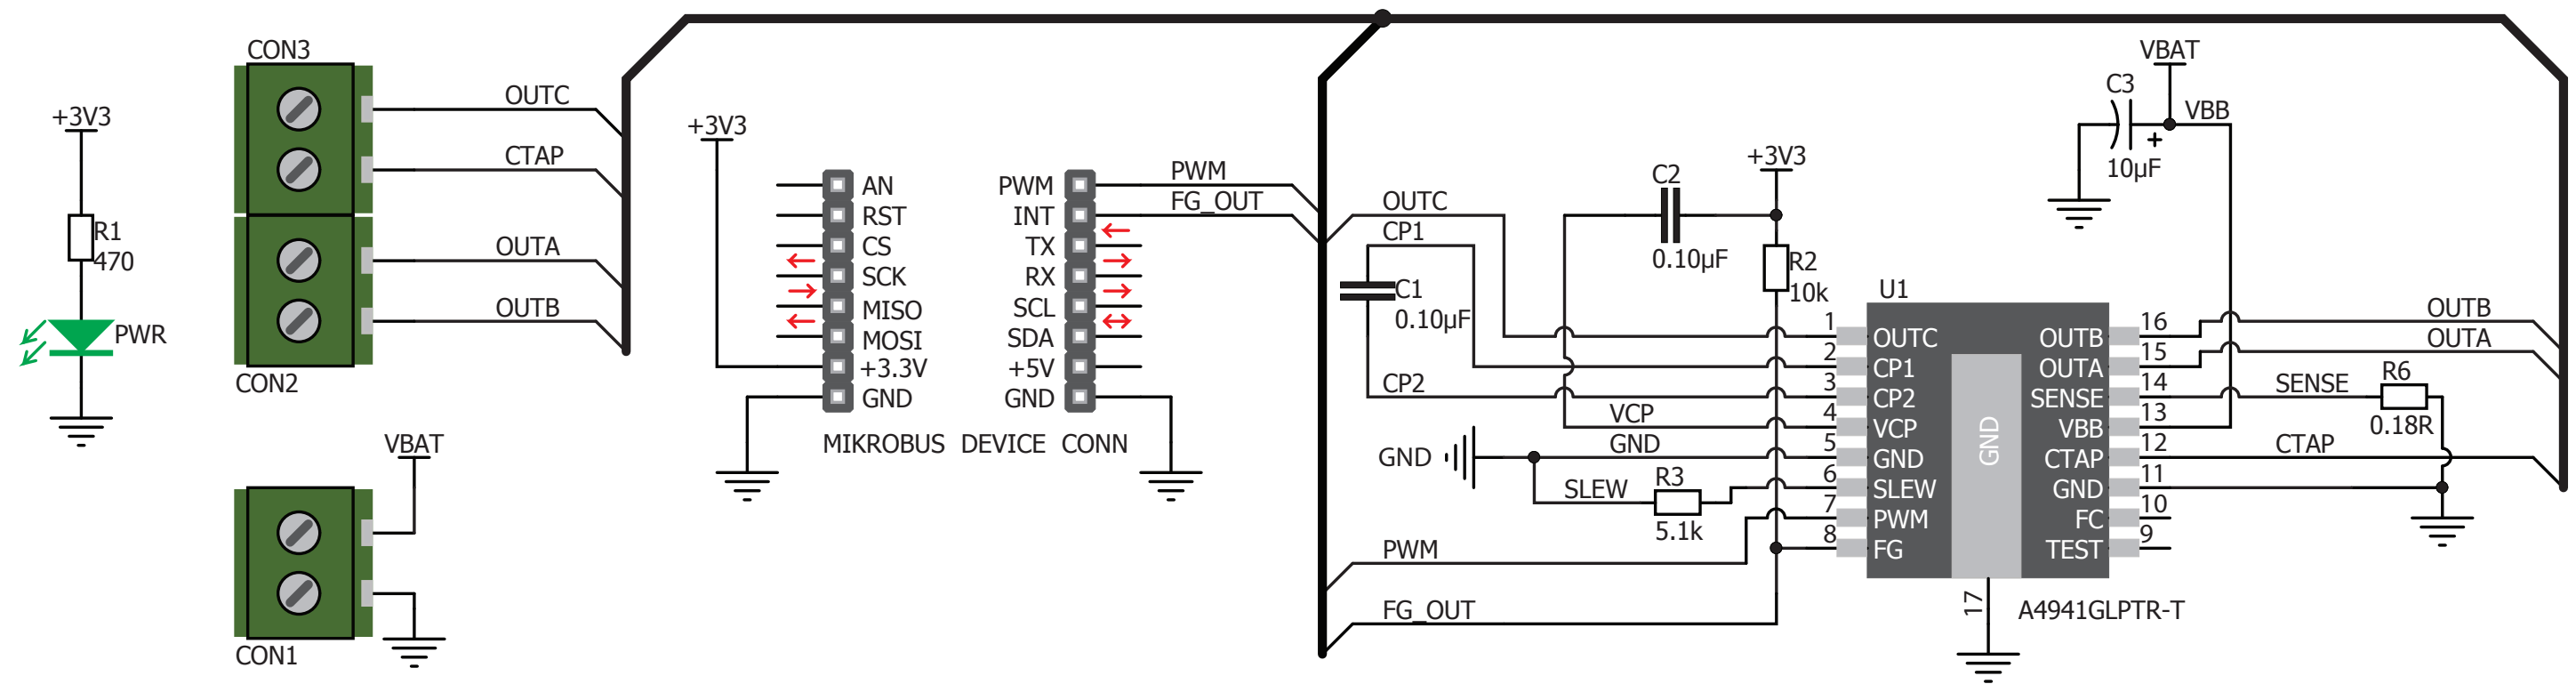 +3V3
R1
470
PWR
CON3
OUTC
CTAP
OUTA
OUTB
CON2
VBAT
CON1
+3V3
AN
RST
CS
SCK
MISO
MOSI
+3.3V
GND
PWM
INT
TX
RX
SCL
SDA
+5V
GND
MIKROBUS DEVICE CONN
PWM
FG_OUT
OUTC
CP1
C1
0.10µF
CP2
C2
0.10µF
+3V3
R2
10k
VCP
GND
GND
SLEW
R3
5.1k
PWM
FG_OUT
U1
1 OUTC
2 CP1
3 CP2
4 VCP
5 GND
6 SLEW
7 PWM
8 FG
GND
OUTB 16
OUTA 15
SENSE 14
VBB 13
CTAP 12
GND 11
FC 10
TEST 9
17
A4941GLPTR-T
VBAT
C3
VBB
+
10µF
OUTB
OUTA
SENSE
R6
0.18R
CTAP